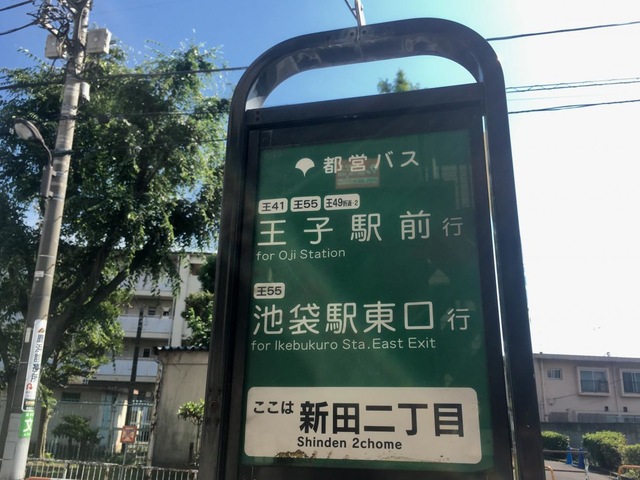 都営バス
王41 王55 王49折返-2
王子駅前行
for Oji Station
王55
池袋駅東口行
for Ikebukuro Sta. East Exit
ここは 新田二丁目
Shinden 2chome